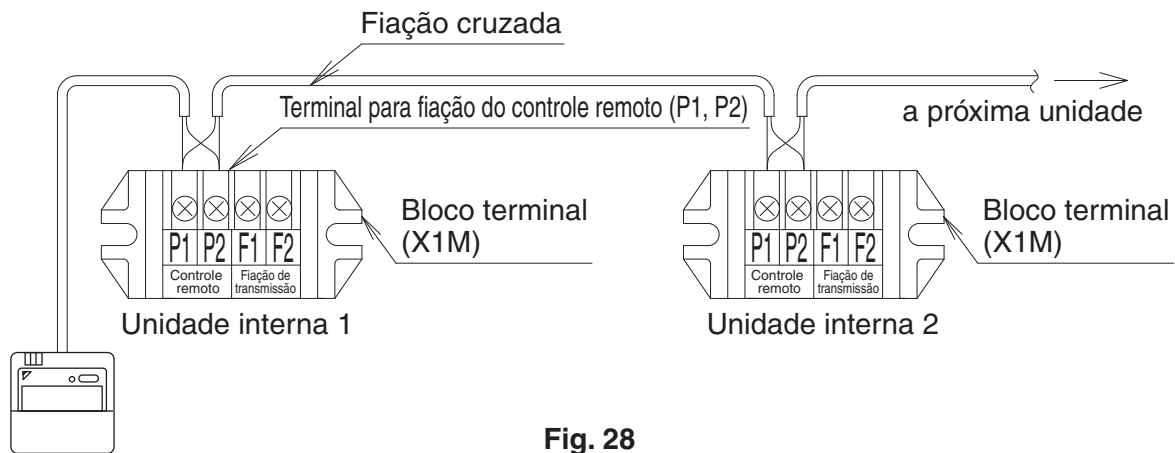 Fiação cruzada
Terminal para fiação do controle remoto (P1, P2)
a próxima unidade
Bloco terminal
(X1M)
P1 P2 F1 F2
Controle
remoto
Fiação de
transmissão
Unidade interna 1
Bloco terminal
(X1M)
P1 P2 F1 F2
Controle
remoto
Fiação de
transmissão
Unidade interna 2
Fig. 28